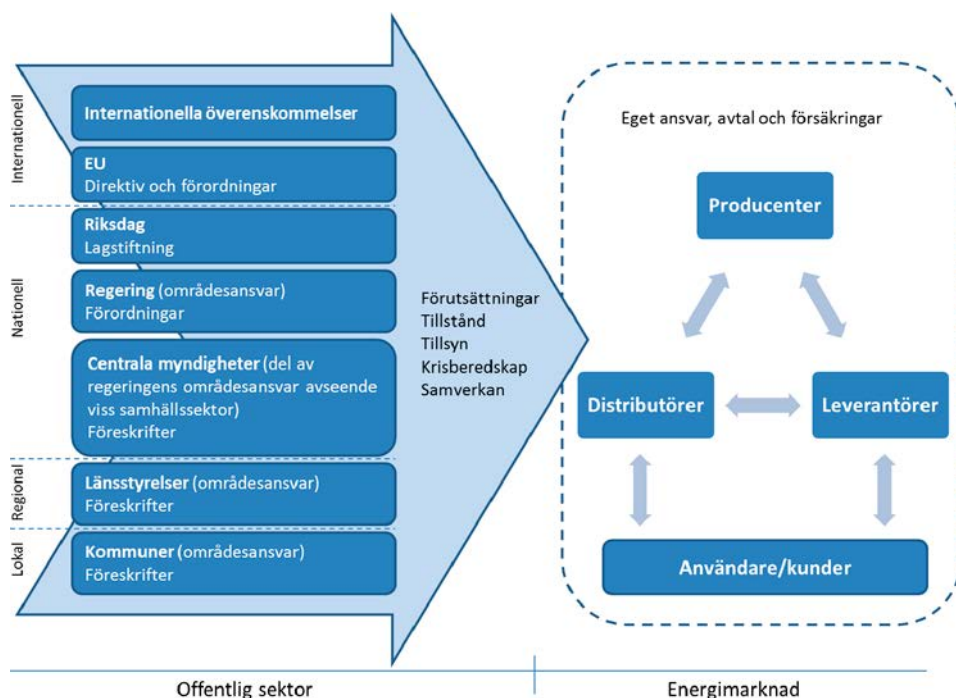 Internationell
Internationella överenskommelser
EU
Direktiv och förordningar
Nationell
Riksdag
Lagstiftning
Regering (områdesansvar)
Förordningar
Centrala myndigheter (del av
regeringens områdesansvar avseende
viss samhällssektor)
Föreskrifter
Regional
Länsstyrelser (områdesansvar)
Föreskrifter
Lokal
Kommuner (områdesansvar)
Föreskrifter
Förutsättningar
Tillstånd
Tillsyn
Krisberedskap
Samverkan
Eget ansvar, avtal och försäkringar
Producenter
Distributörer
Leverantörer
Användare/kunder
Offentlig sektor
Energimarknad